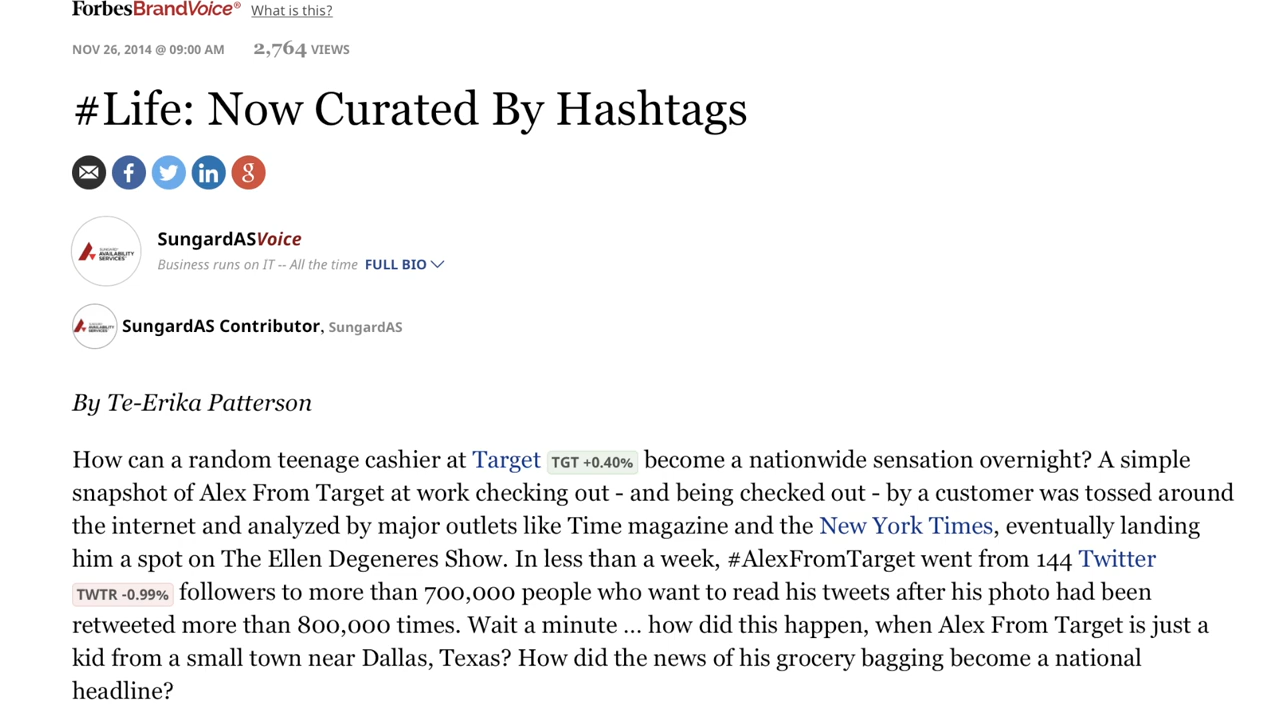 ForbesBrandVoice® What is this?
NOV 26, 2014 @ 09:00 AM 2,764 VIEWS
#Life: Now Curated By Hashtags
f in g
SUNGARD AVAILABILITY SERVICES
SungardASVoice
Business runs on IT -- All the time FULL BIO
SungardAS Contributor, SungardAS
By Te-Erika Patterson
How can a random teenage cashier at Target TGT +0.40% become a nationwide sensation overnight? A simple
snapshot of Alex From Target at work checking out - and being checked out - by a customer was tossed around
the internet and analyzed by major outlets like Time magazine and the New York Times, eventually landing
him a spot on The Ellen Degeneres Show. In less than a week, #AlexFromTarget went from 144 Twitter
TWTR -0.99% followers to more than 700,000 people who want to read his tweets after his photo had been
retweeted more than 800,000 times. Wait a minute ... how did this happen, when Alex From Target is just a
kid from a small town near Dallas, Texas? How did the news of his grocery bagging become a national
headline?